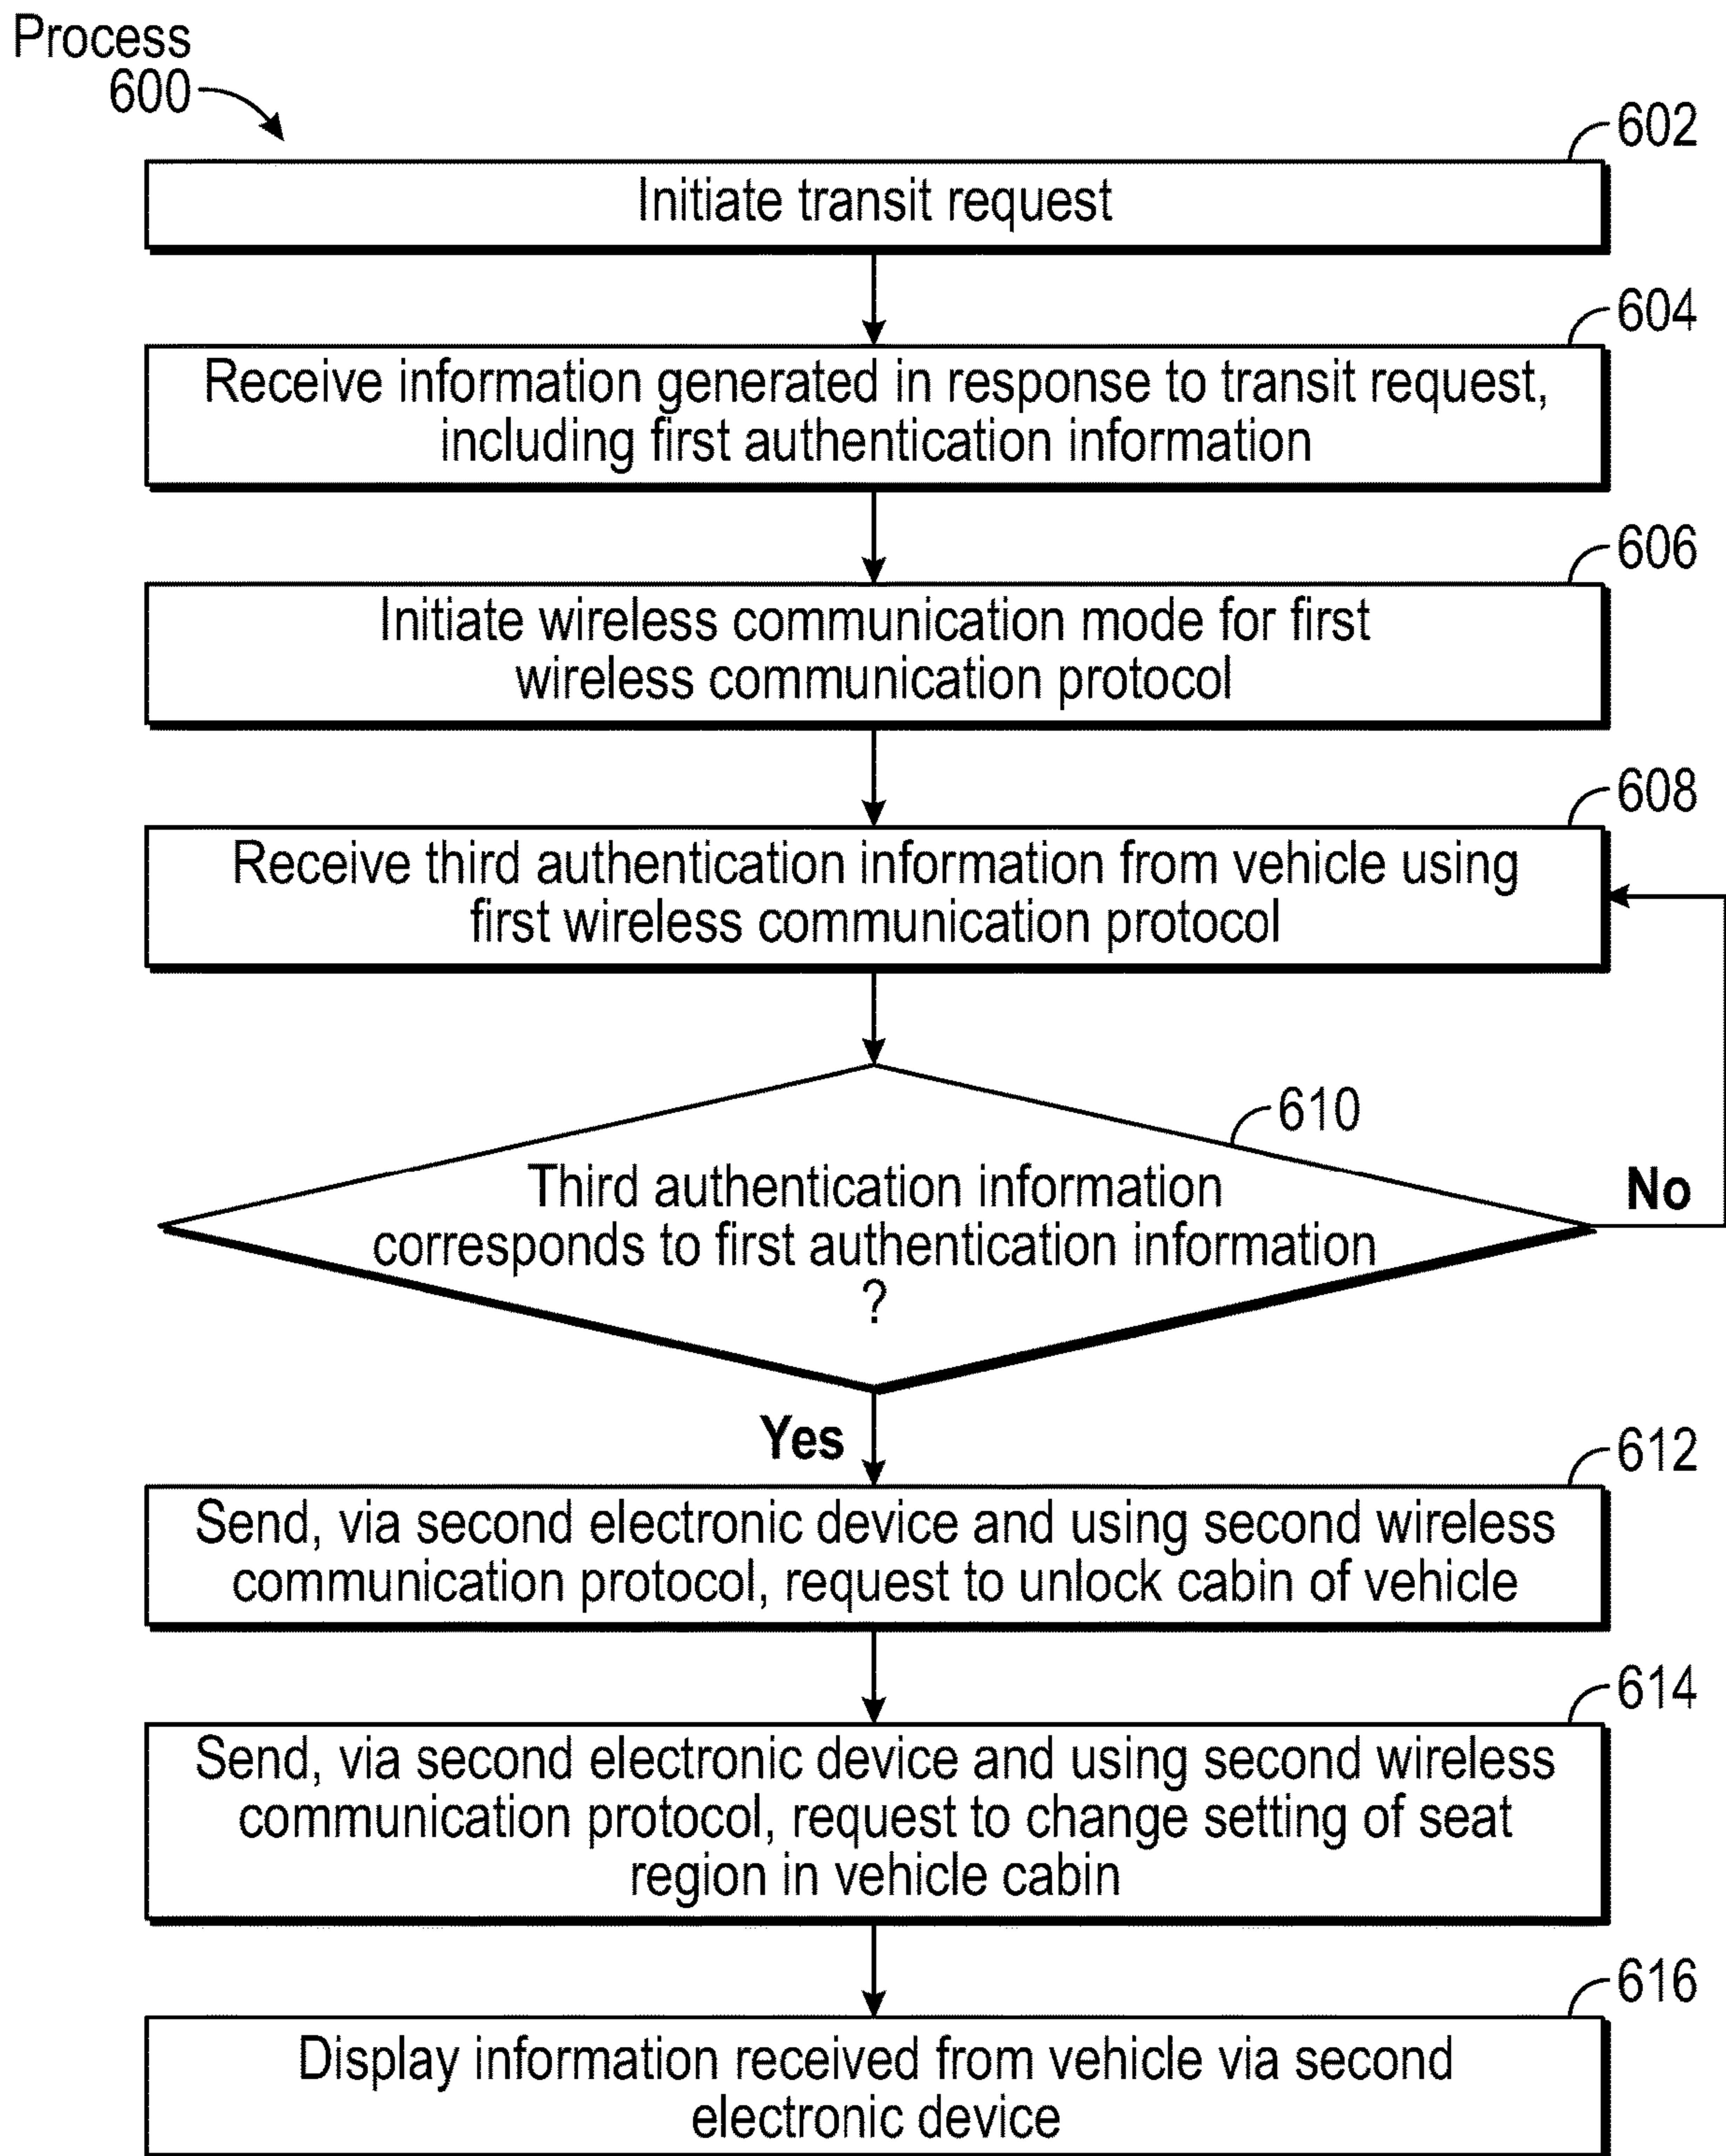 Process
600
602
Initiate transit request
604
Receive information generated in response to transit request,
including first authentication information
606
Initiate wireless communication mode for first
wireless communication protocol
608
Receive third authentication information from vehicle using
first wireless communication protocol
610
Third authentication information
corresponds to first authentication information
?
No
Yes
612
Send, via second electronic device and using second wireless
communication protocol, request to unlock cabin of vehicle
614
Send, via second electronic device and using second wireless
communication protocol, request to change setting of seat
region in vehicle cabin
616
Display information received from vehicle via second
electronic device